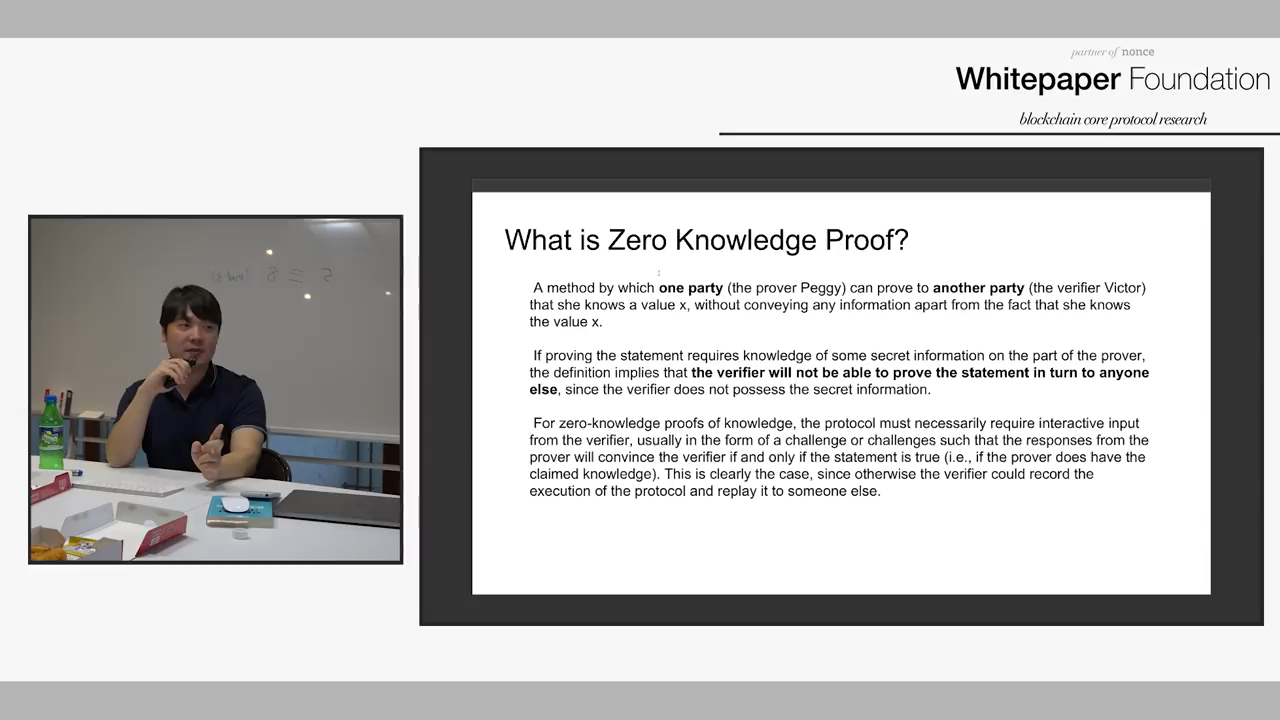 partner of nonce
Whitepaper Foundation
blockchain core protocol research
What is Zero Knowledge Proof?
A method by which one party (the prover Peggy) can prove to another party (the verifier Victor)
that she knows a value x, without conveying any information apart from the fact that she knows
the value x.
If proving the statement requires knowledge of some secret information on the part of the prover,
the definition implies that the verifier will not be able to prove the statement in turn to anyone
else, since the verifier does not possess the secret information.
For zero-knowledge proofs of knowledge, the protocol must necessarily require interactive input
from the verifier, usually in the form of a challenge or challenges such that the responses from the
prover will convince the verifier if and only if the statement is true (i.e., if the prover does have the
claimed knowledge). This is clearly the case, since otherwise the verifier could record the
execution of the protocol and replay it to someone else.